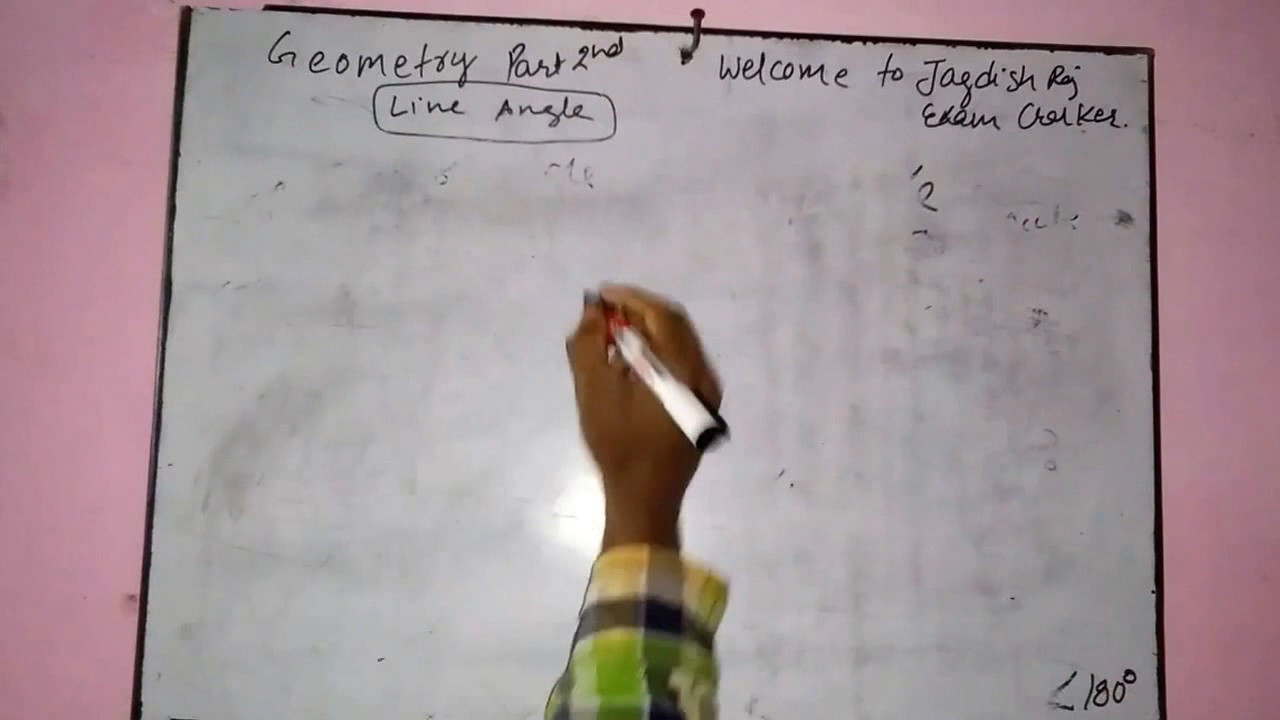 Geometry Part 2nd
Line Angle
Welcome to Jagdish Raj
Exam Craker.
∠180°